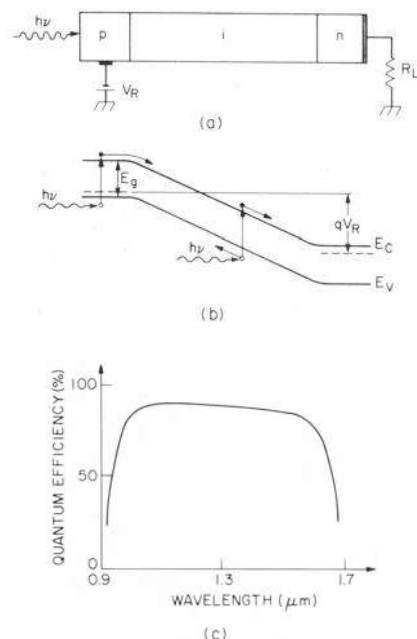 hν
p
i
n
V_R
R_L
(a)
hν
E_g
hν
qV_R
E_C
E_V
(b)
QUANTUM EFFICIENCY (%)
100
50
0
0.9
1.3
1.7
WAVELENGTH (μm)
(c)